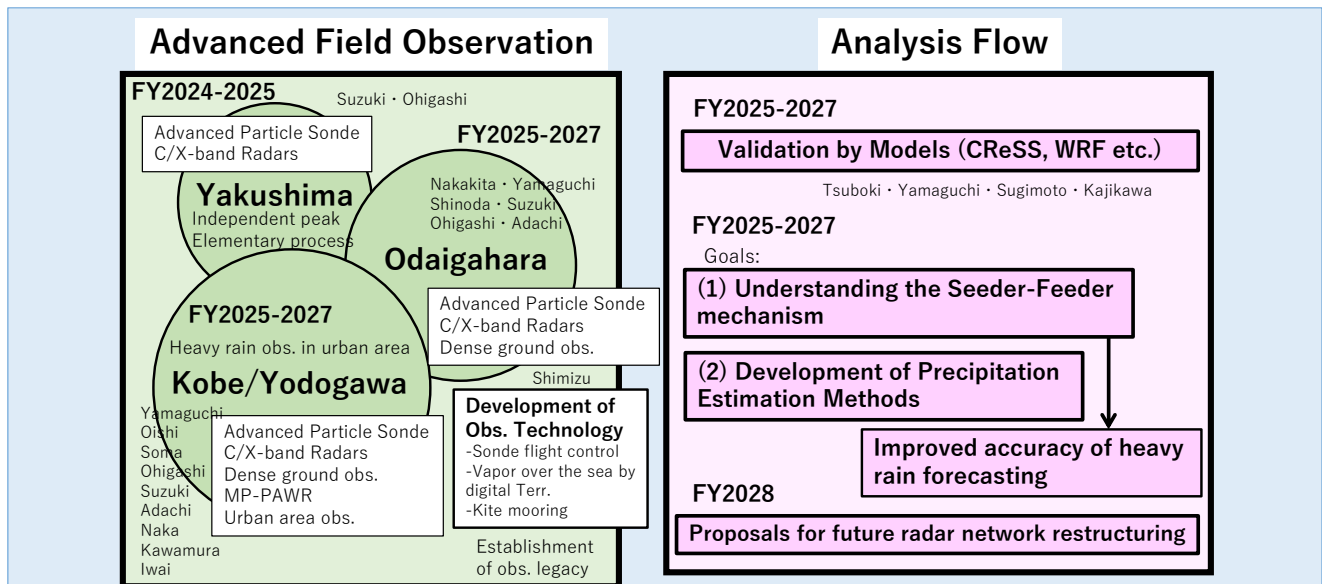 Advanced Field Observation
FY2024-2025
Suzuki・Ohigashi
Advanced Particle Sonde
C/X-band Radars
Yakushima
Independent peak
Elementary process
FY2025-2027
Nakakita・Yamaguchi
Shinoda・Suzuki
Ohigashi・Adachi
Odaigahara
Advanced Particle Sonde
C/X-band Radars
Dense ground obs.
FY2025-2027
Heavy rain obs. in urban area
Kobe/Yodogawa
Yamaguchi
Oishi
Soma
Ohigashi
Suzuki
Adachi
Naka
Kawamura
Iwai
Advanced Particle Sonde
C/X-band Radars
Dense ground obs.
MP-PAWR
Urban area obs.
Shimizu
Development of
Obs. Technology
-Sonde flight control
-Vapor over the sea by
digital Terr.
-Kite mooring
Establishment
of obs. legacy
Analysis Flow
FY2025-2027
Validation by Models (CReSS, WRF etc.)
Tsuboki・Yamaguchi・Sugimoto・Kajikawa
FY2025-2027
Goals:
(1) Understanding the Seeder-Feeder
mechanism
(2) Development of Precipitation
Estimation Methods
Improved accuracy of heavy
rain forecasting
FY2028
Proposals for future radar network restructuring